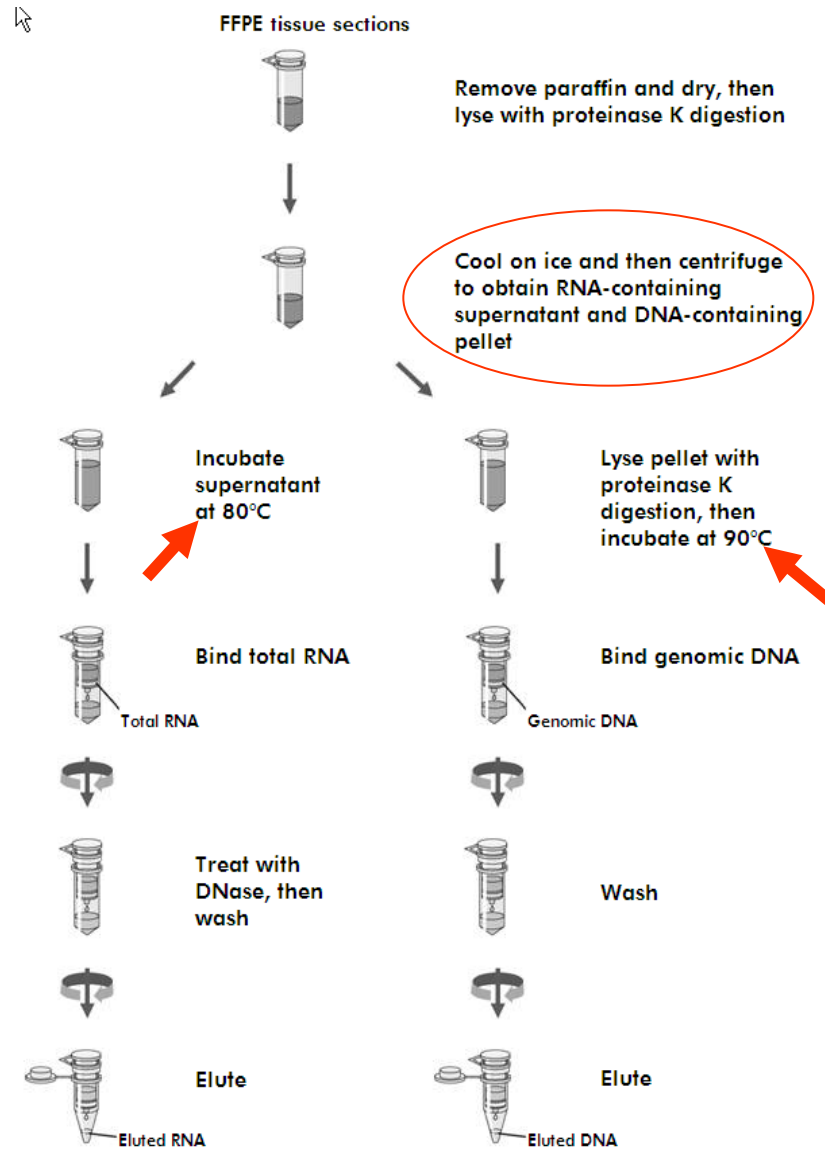 FFPE tissue sections
Remove paraffin and dry, then
lyse with proteinase K digestion
Cool on ice and then centrifuge
to obtain RNA-containing
supernatant and DNA-containing
pellet
Incubate
supernatant
at 80°C
Lyse pellet with
proteinase K
digestion, then
incubate at 90°C
Bind total RNA
Total RNA
Bind genomic DNA
Genomic DNA
Treat with
DNase, then
wash
Wash
Elute
Eluted RNA
Elute
Eluted DNA